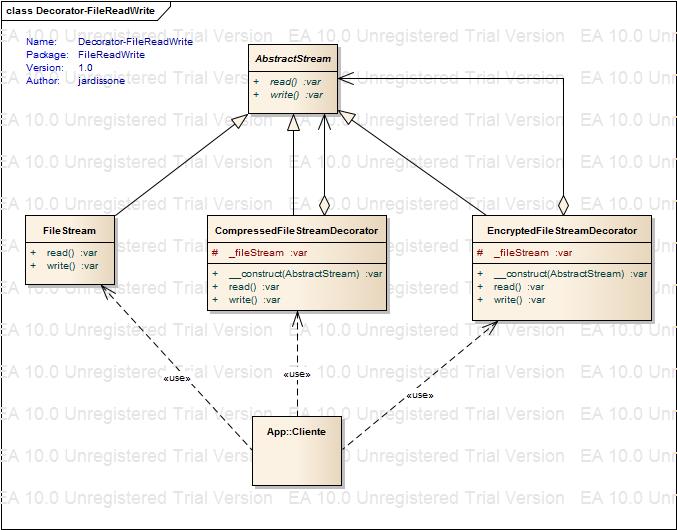 class Decorator-FileReadWrite
EA 10.0 Unregistered Trial Version EA 10.0 Unregistered Trial Version EA 10.0 Un
Name: Decorator-FileReadWrite
Package: FileReadWrite
Version: 1.0
Author: jardissone
AbstractStream
+ read() :var
+ write() :var
FileStream
+ read() :var
+ write() :var
CompressedFileStreamDecorator
# _fileStream :var
+ __construct(AbstractStream) :var
+ read() :var
+ write() :var
EncryptedFileStreamDecorator
# _fileStream :var
+ __construct(AbstractStream) :var
+ read() :var
+ write() :var
«use»
«use»
«use»
App::Cliente